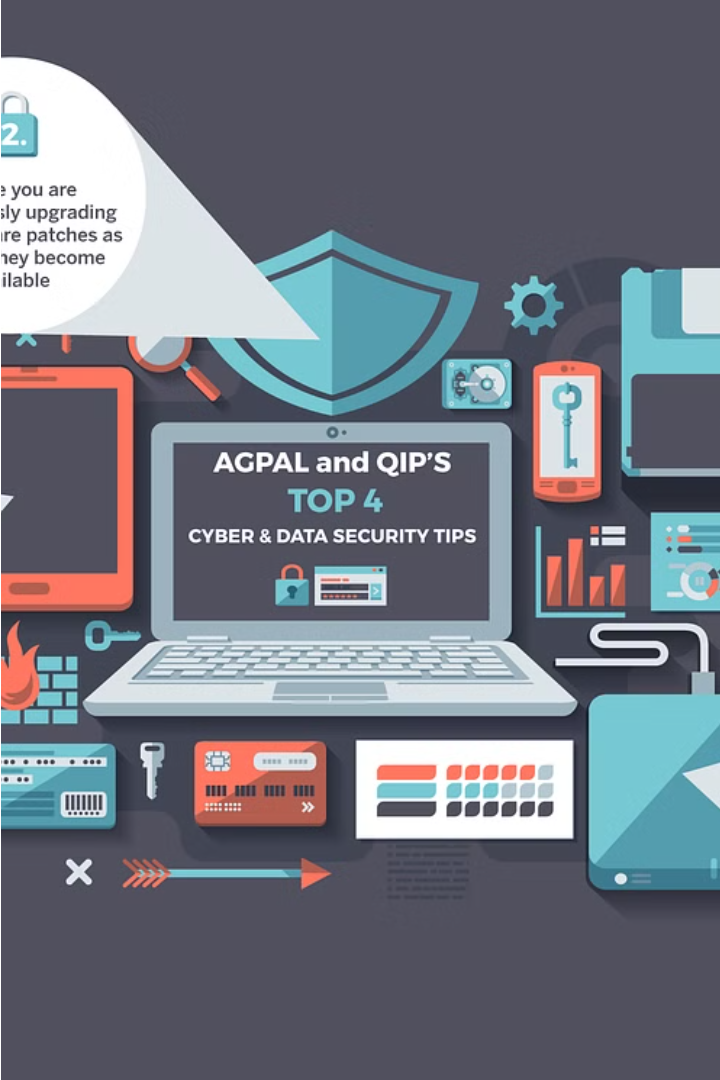 2.
e you are
sly upgrading
are patches as
hey become
ilable
AGPAL and QIP'S
TOP 4
CYBER & DATA SECURITY TIPS